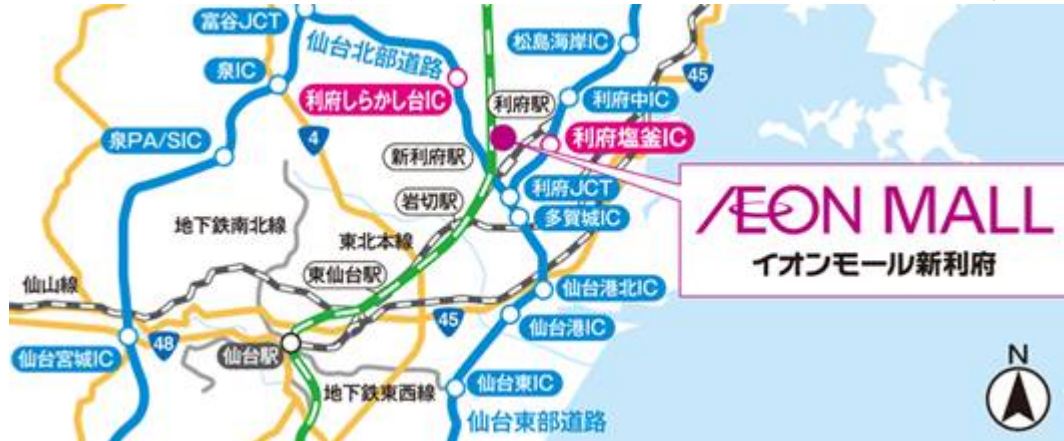 富谷JCT
仙台北部道路
松島海岸IC
泉IC
45
利府しらかし台IC
利府駅
利府中IC
4
泉PA/SIC
利府塩釜IC
新利府駅
利府JCT
岩切駅
多賀城IC
ÆON MALL
イオンモール新利府
地下鉄南北線
東北本線
東仙台駅
仙山線
仙台港北IC
45
仙台港IC
48
仙台宮城IC
仙台駅
N
地下鉄東西線
仙台東IC
仙台東部道路